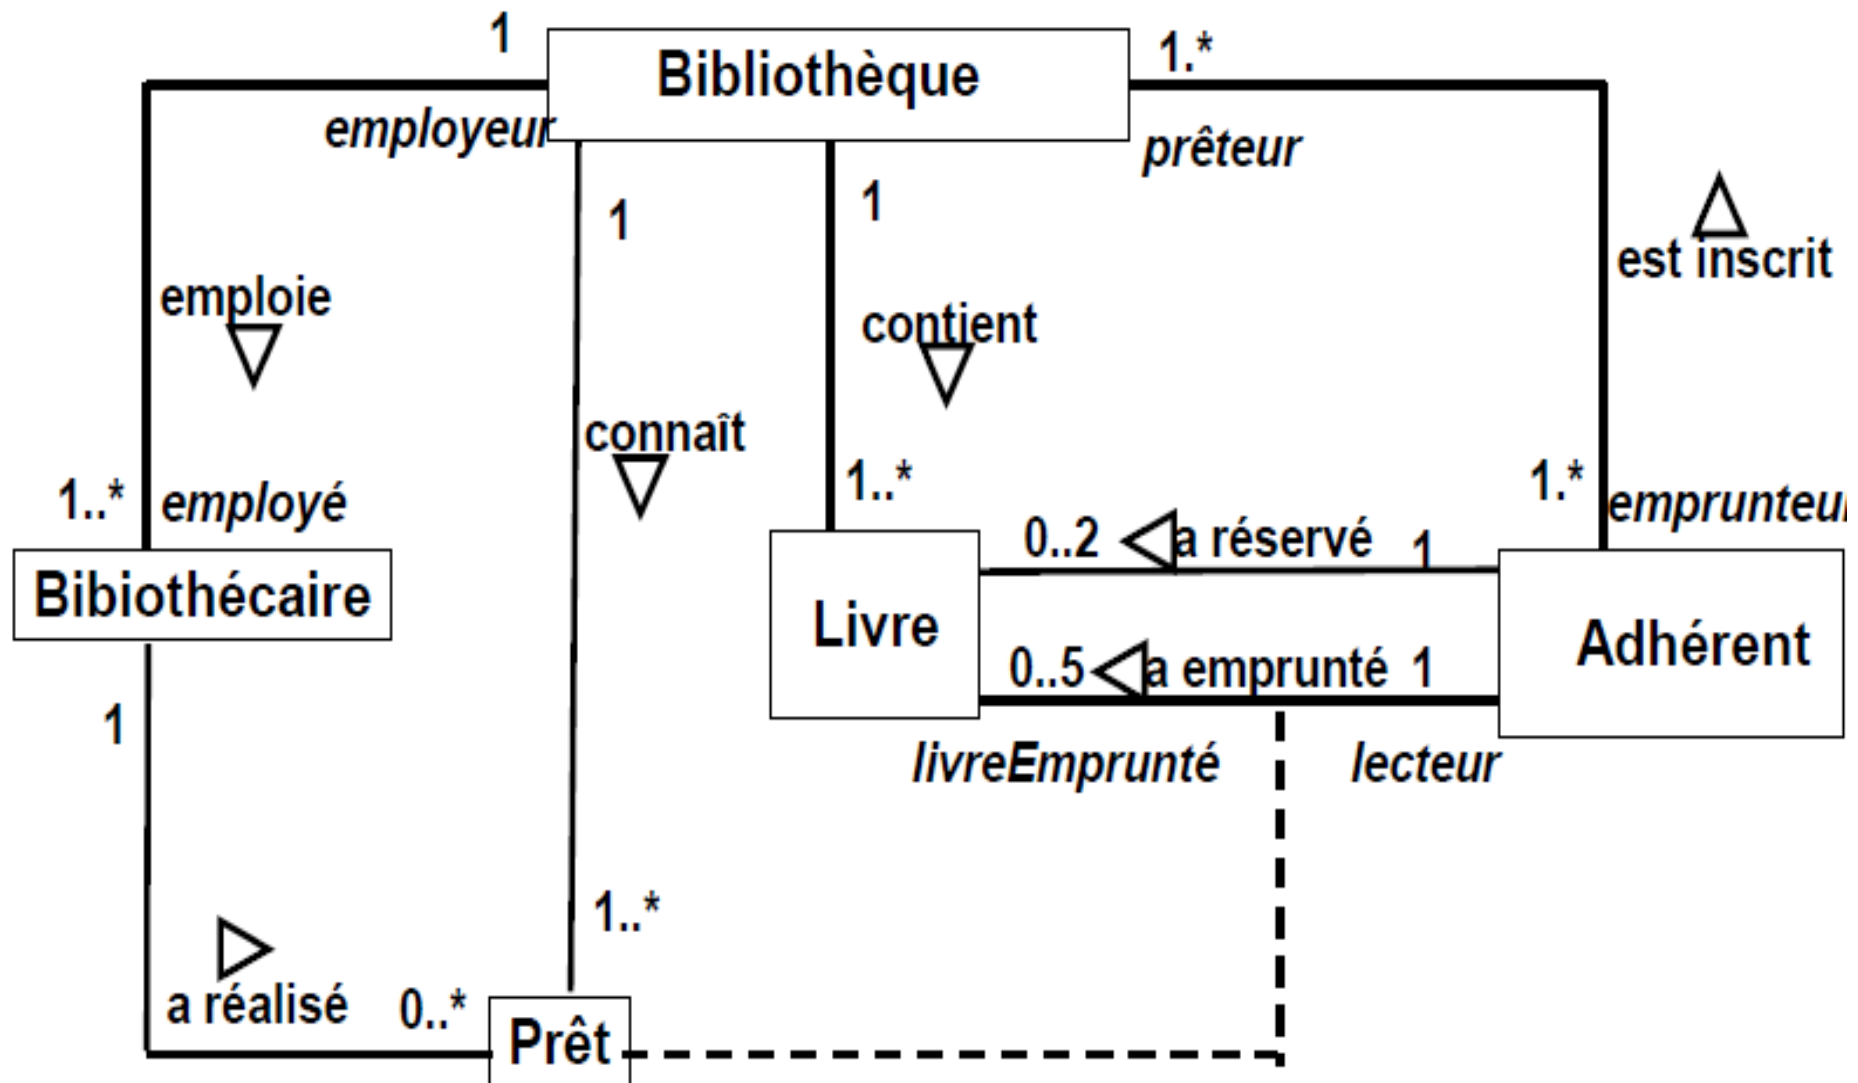 1
Bibliothèque
1.*
employeur
prêteur
1
1
emploie
est inscrit
contient
connaît
1..*
employé
1..*
1.*
emprunteur
0..2
a réservé
1
Bibiothécaire
Livre
Adhérent
0..5
a emprunté
1
1
livreEmprunté
lecteur
1..*
a réalisé
0..*
Prêt